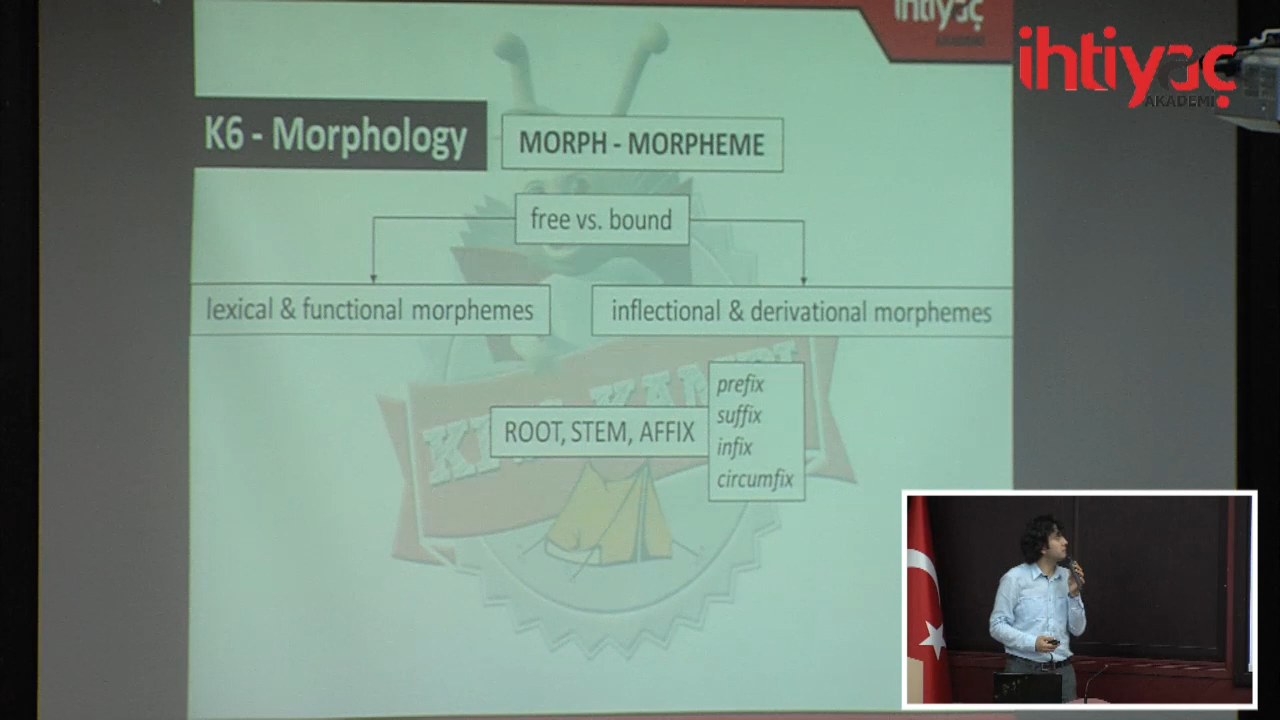 ihtiyaç
AKADEMİ
ihtiyaç
AKADEMİ
K6 - Morphology
MORPH - MORPHEME
free vs. bound
lexical & functional morphemes
inflectional & derivational morphemes
prefix
suffix
ROOT, STEM, AFFIX
infix
circumfix